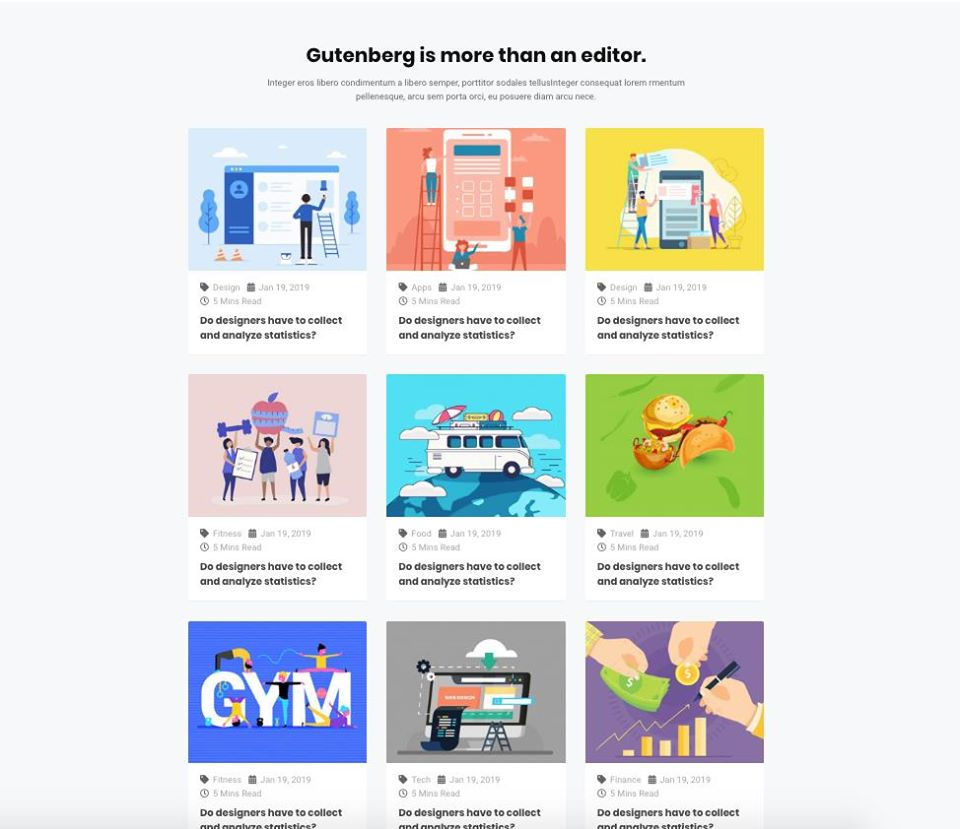 Gutenberg is more than an editor.
Integer eros libero condimentum a libero semper, porttitor sodales tellusInteger consequat lorem rmentum
pellenesque, arcu sem porta orci, eu posuere diam arcu nece.
Design Jan 19, 2019
5 Mins Read
Do designers have to collect
and analyze statistics?
Apps Jan 19, 2019
5 Mins Read
Do designers have to collect
and analyze statistics?
Design Jan 19, 2019
5 Mins Read
Do designers have to collect
and analyze statistics?
Fitness Jan 19, 2019
5 Mins Read
Do designers have to collect
and analyze statistics?
Food Jan 19, 2019
5 Mins Read
Do designers have to collect
and analyze statistics?
Travel Jan 19, 2019
5 Mins Read
Do designers have to collect
and analyze statistics?
GYM
Fitness Jan 19, 2019
5 Mins Read
Do designers have to collect
and analyze statistics?
WEB DESIGN
Tech Jan 19, 2019
5 Mins Read
Do designers have to collect
and analyze statistics?
$
$
Finance Jan 19, 2019
5 Mins Read
Do designers have to collect
and analyze statistics?